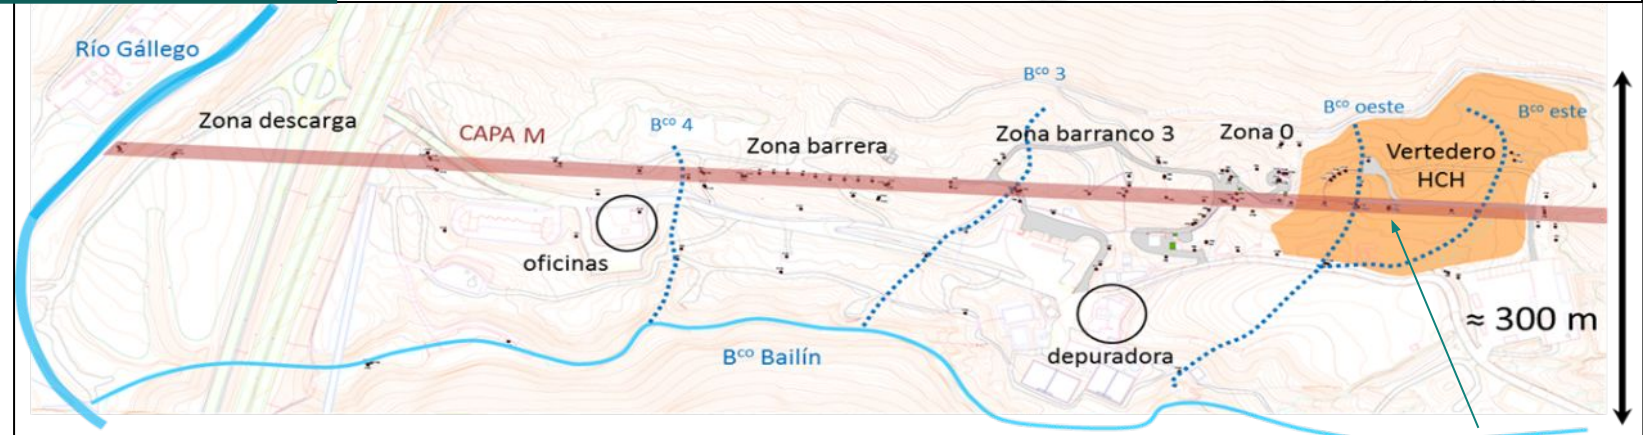 Río Gállego
Zona descarga
CAPA M
Bco 4
Zona barrera
Bco 3
Zona barranco 3
Zona 0
Bco oeste
Bco este
Vertedero
HCH
oficinas
Bco Bailín
depuradora
≈ 300 m